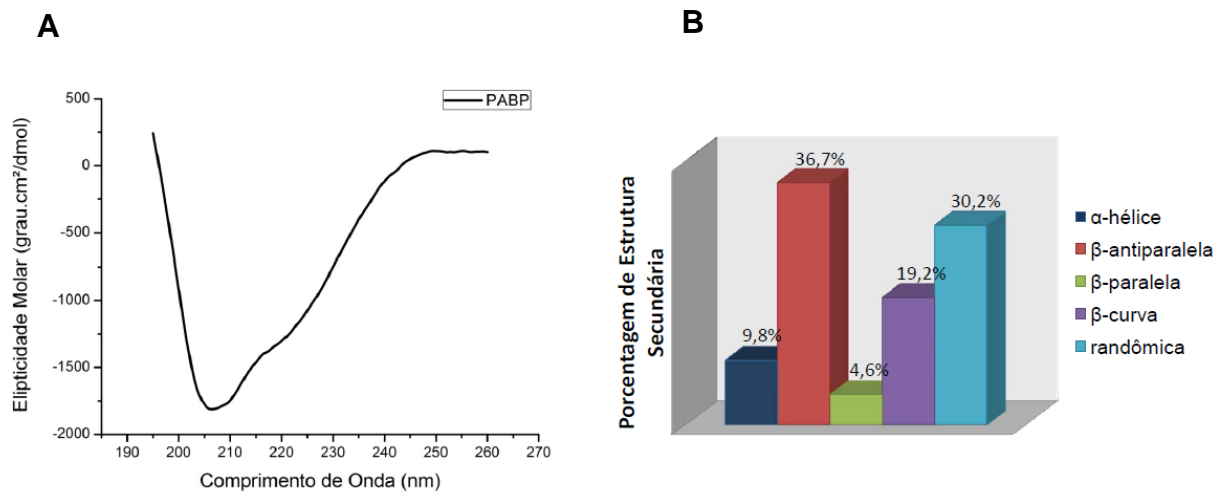 A
B
PABP
500
0
-500
-1000
-1500
-2000
190 200 210 220 230 240 250 260 270
Elipticidade Molar (grau.cm²/dmol)
Comprimento de Onda (nm)
Porcentagem de Estrutura
Secundária
9,8%
36,7%
4,6%
19,2%
30,2%
α-hélice
β-antiparalela
β-paralela
β-curva
randômica